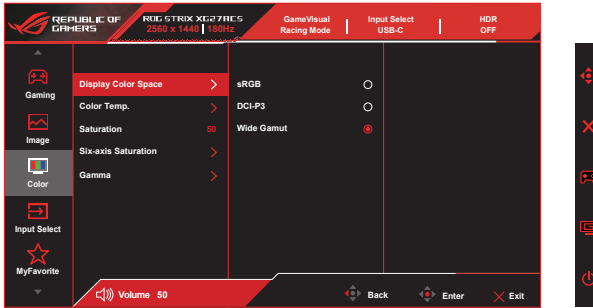 REPUBLIC OF
GAMERS
ROG STRIX XG27ACS
2560 x 1440 180Hz
GameVisual
Racing Mode
Input Select
USB-C
HDR
OFF
Gaming
Image
Color
Input Select
MyFavorite
Display Color Space
Color Temp.
Saturation 50
Six-axis Saturation
Gamma
sRGB
DCI-P3
Wide Gamut
Volume 50
Back
Enter
Exit